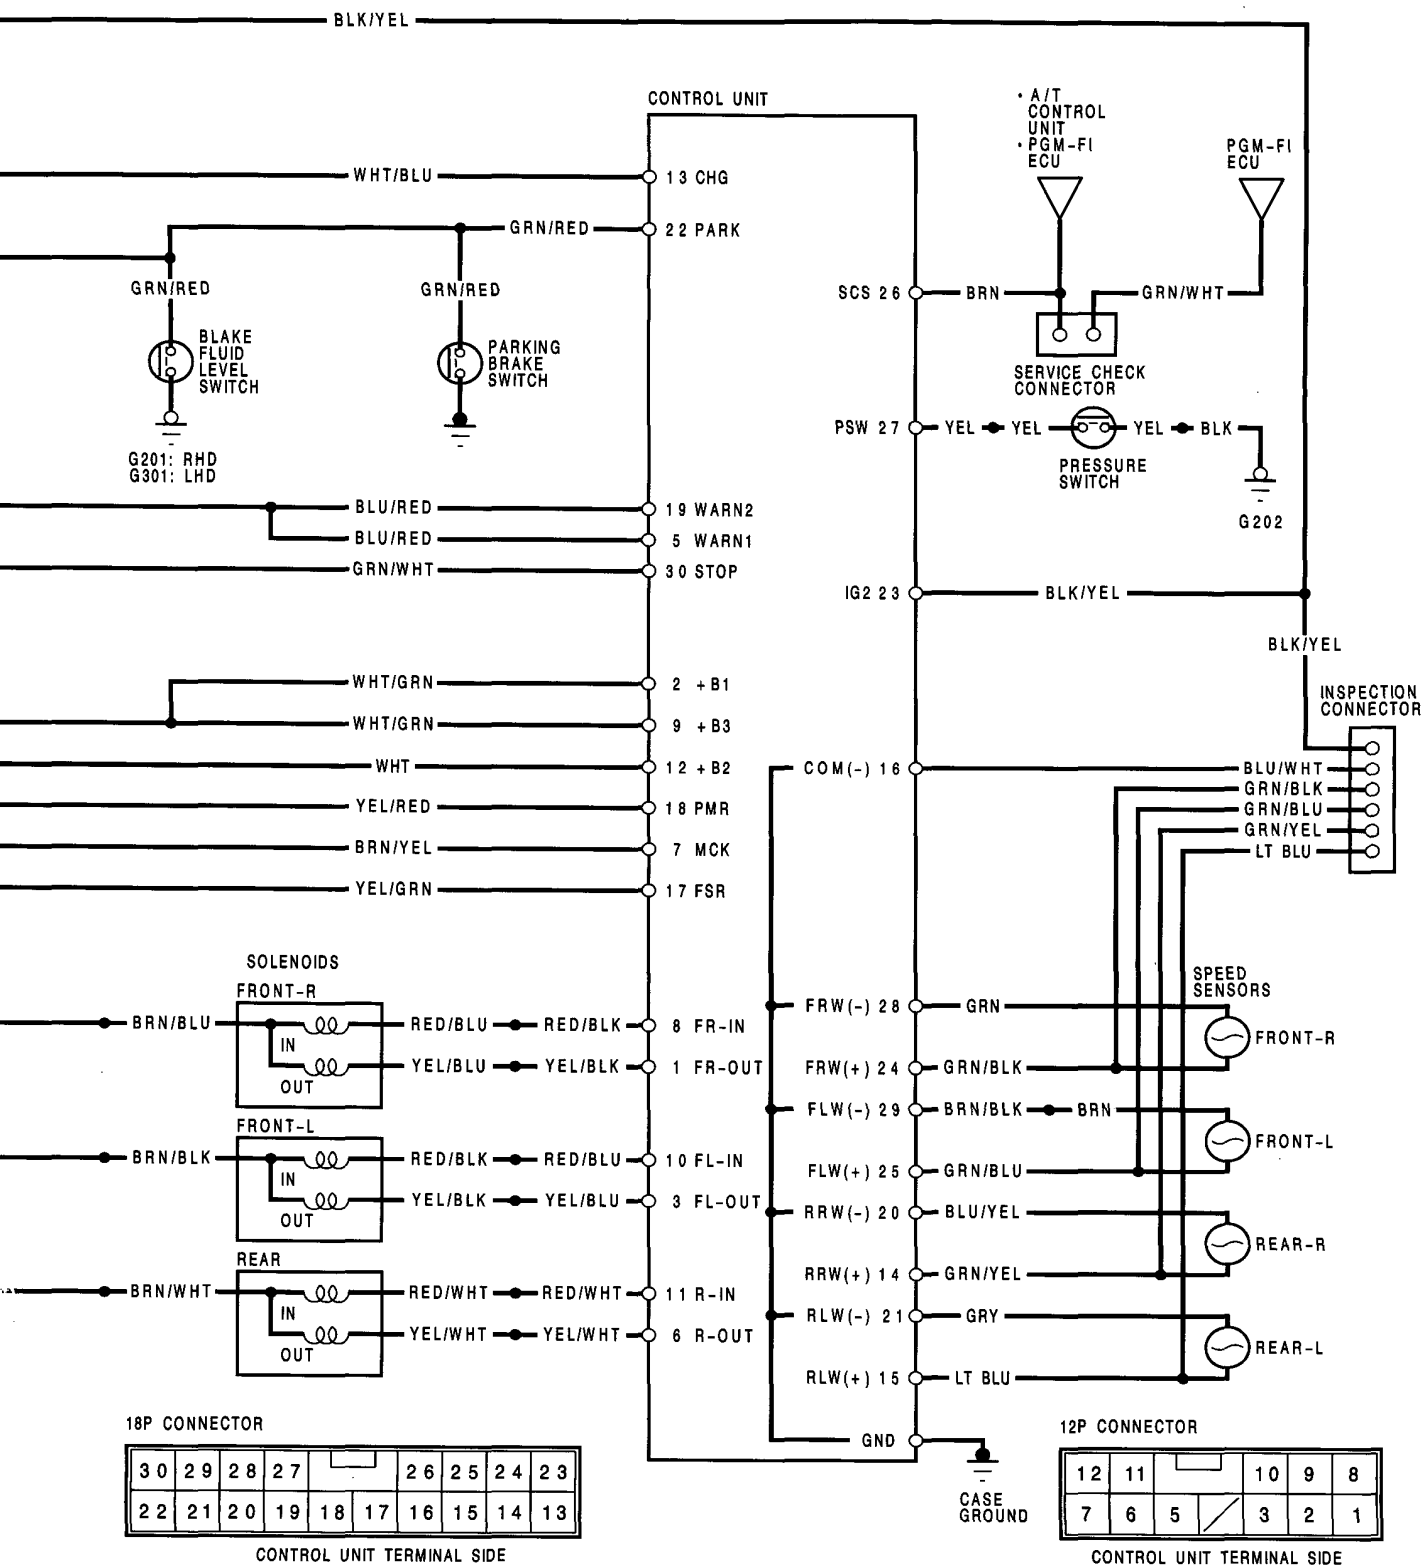 BLK/YEL
CONTROL UNIT
• A/T
CONTROL
UNIT
• PGM-FI
ECU
PGM-FI
ECU
WHT/BLU
13 CHG
GRN/RED
22 PARK
GRN/RED
GRN/RED
SCS 26
BRN
GRN/WHT
BLAKE
FLUID
LEVEL
SWITCH
PARKING
BRAKE
SWITCH
SERVICE CHECK
CONNECTOR
PSW 27
YEL
YEL
YEL
BLK
G201: RHD
G301: LHD
PRESSURE
SWITCH
G202
BLU/RED
19 WARN2
BLU/RED
5 WARN1
GRN/WHT
30 STOP
IG2 23
BLK/YEL
BLK/YEL
WHT/GRN
2 +B1
INSPECTION
CONNECTOR
WHT/GRN
9 +B3
WHT
12 +B2
COM(-) 16
BLU/WHT
GRN/BLK
YEL/RED
18 PMR
GRN/BLU
GRN/YEL
BRN/YEL
7 MCK
LT BLU
YEL/GRN
17 FSR
SOLENOIDS
FRONT-R
SPEED
SENSORS
FRW(-) 28
GRN
BRN/BLU
RED/BLU
RED/BLK
8 FR-IN
IN
FRONT-R
YEL/BLU
YEL/BLK
1 FR-OUT
FRW(+) 24
GRN/BLK
OUT
FLW(-) 29
BRN/BLK
BRN
FRONT-L
FRONT-L
BRN/BLK
RED/BLK
RED/BLU
10 FL-IN
IN
FLW(+) 25
GRN/BLU
YEL/BLK
YEL/BLU
3 FL-OUT
OUT
RRW(-) 20
BLU/YEL
REAR
REAR-R
RRW(+) 14
GRN/YEL
BRN/WHT
RED/WHT
RED/WHT
11 R-IN
IN
RLW(-) 21
GRY
YEL/WHT
YEL/WHT
6 R-OUT
OUT
REAR-L
RLW(+) 15
LT BLU
18P CONNECTOR
12P CONNECTOR
GND
30 29 28 27 26 25 24 23
22 21 20 19 18 17 16 15 14 13
CONTROL UNIT TERMINAL SIDE
CASE
GROUND
12 11 10 9 8
7 6 5 3 2 1
CONTROL UNIT TERMINAL SIDE